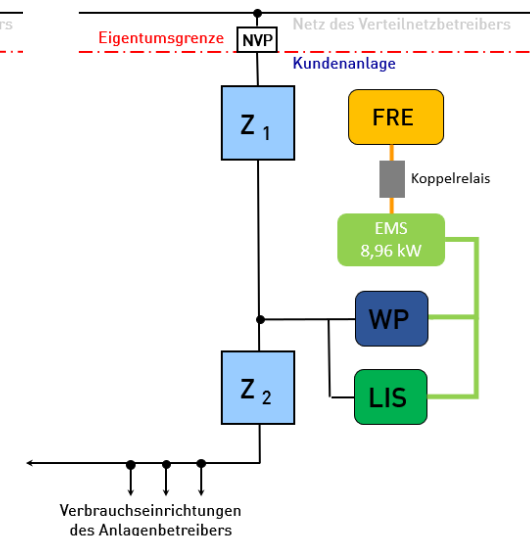 ers
Netz des Verteilnetzbetreibers
Eigentumsgrenze
NVP
Kundenanlage
Z 1
FRE
Koppelrelais
EMS
8,96 kW
WP
LIS
Z 2
Verbrauchseinrichtungen
des Anlagenbetreibers